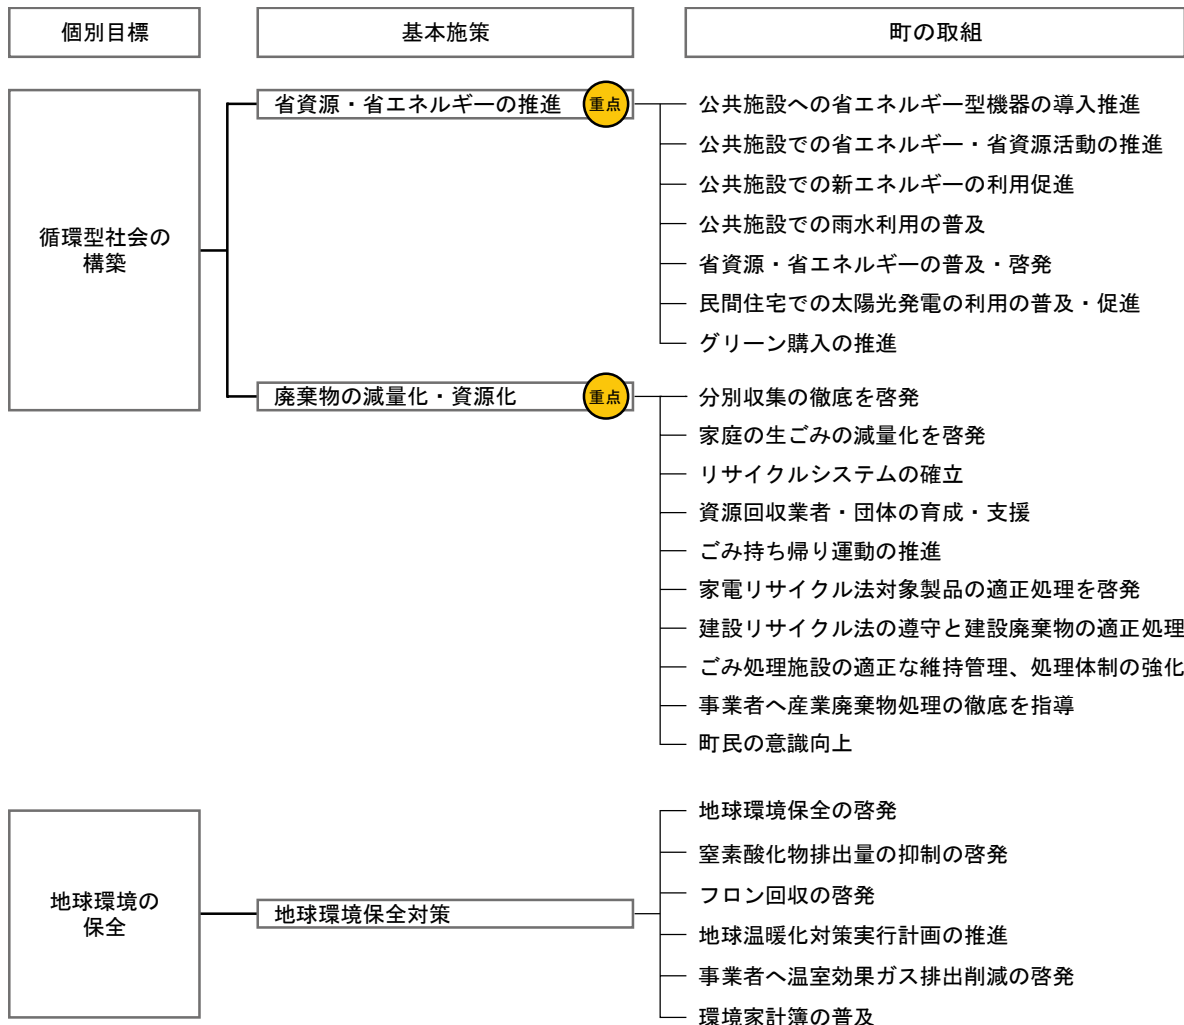 個別目標
基本施策
町の取組
循環型社会の
構築
省資源・省エネルギーの推進
重点
公共施設への省エネルギー型機器の導入推進
公共施設での省エネルギー・省資源活動の推進
公共施設での新エネルギーの利用促進
公共施設での雨水利用の普及
省資源・省エネルギーの普及・啓発
民間住宅での太陽光発電の利用の普及・促進
グリーン購入の推進
廃棄物の減量化・資源化
重点
分別収集の徹底を啓発
家庭の生ごみの減量化を啓発
リサイクルシステムの確立
資源回収業者・団体の育成・支援
ごみ持ち帰り運動の推進
家電リサイクル法対象製品の適正処理を啓発
建設リサイクル法の遵守と建設廃棄物の適正処理
ごみ処理施設の適正な維持管理、処理体制の強化
事業者へ産業廃棄物処理の徹底を指導
町民の意識向上
地球環境の
保全
地球環境保全対策
地球環境保全の啓発
窒素酸化物排出量の抑制の啓発
フロン回収の啓発
地球温暖化対策実行計画の推進
事業者へ温室効果ガス排出削減の啓発
環境家計簿の普及